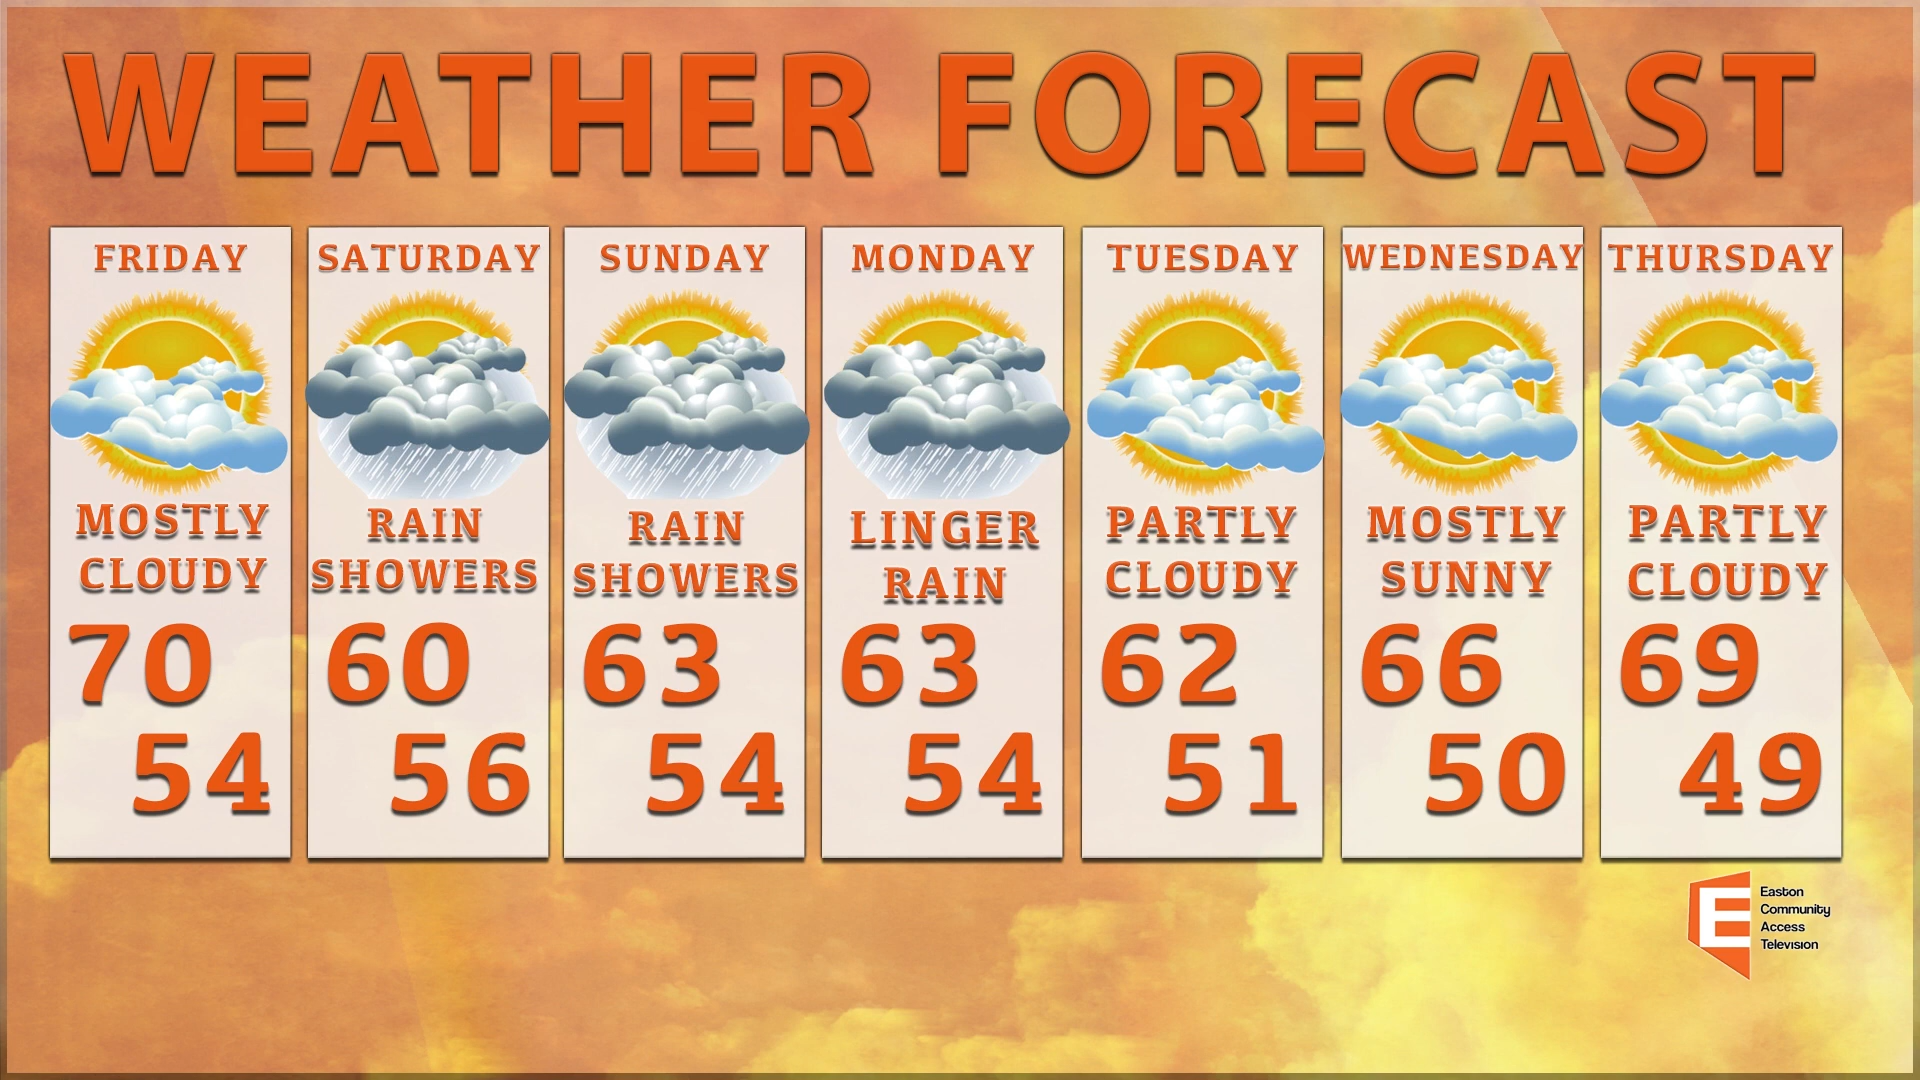 WEATHER FORECAST
FRIDAY
MOSTLY
CLOUDY
70
54
SATURDAY
RAIN
SHOWERS
60
56
SUNDAY
RAIN
SHOWERS
63
54
MONDAY
LINGER
RAIN
63
54
TUESDAY
PARTLY
CLOUDY
62
51
WEDNESDAY
MOSTLY
SUNNY
66
50
THURSDAY
PARTLY
CLOUDY
69
49
E
Easton
Community
Access
Television